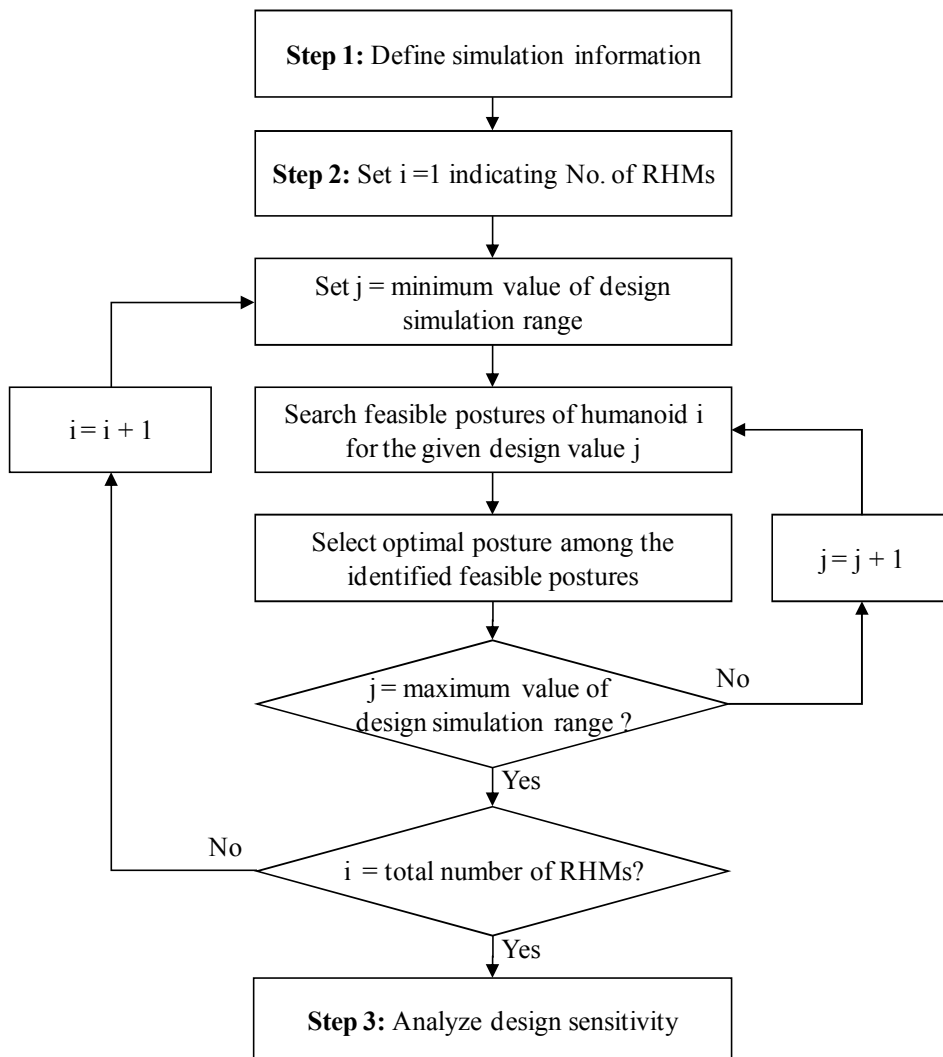 Step 1: Define simulation information
Step 2: Set i =1 indicating No. of RHMs
Set j = minimum value of design
simulation range
i = i + 1
Search feasible postures of humanoid i
for the given design value j
Select optimal posture among the
identified feasible postures
j = j + 1
j = maximum value of
design simulation range ?
No
Yes
No
i = total number of RHMs?
Yes
Step 3: Analyze design sensitivity